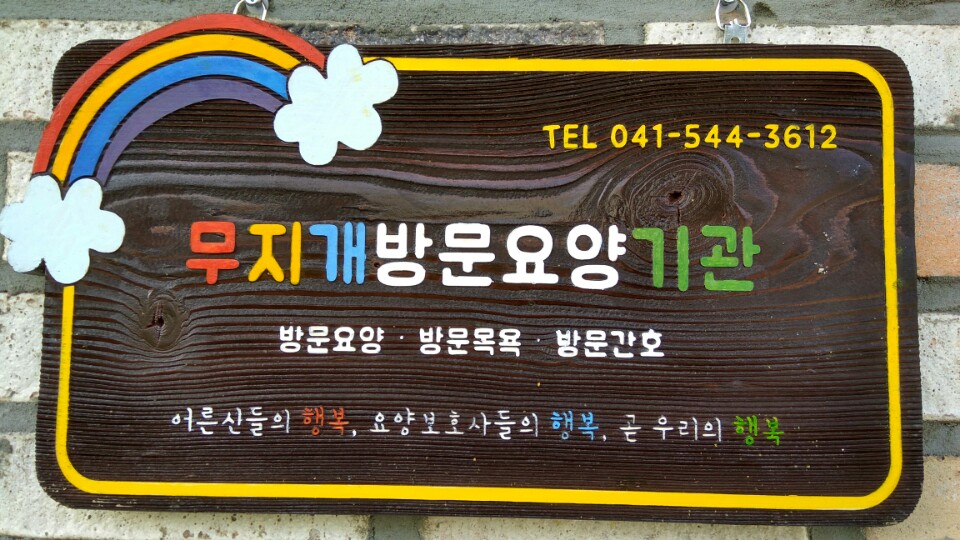 TEL 041-544-3612
무지개방문요양기관
방문요양 · 방문목욕 · 방문간호
어른신들의 행복, 요양보호사들의 행복, 곧 우리의 행복